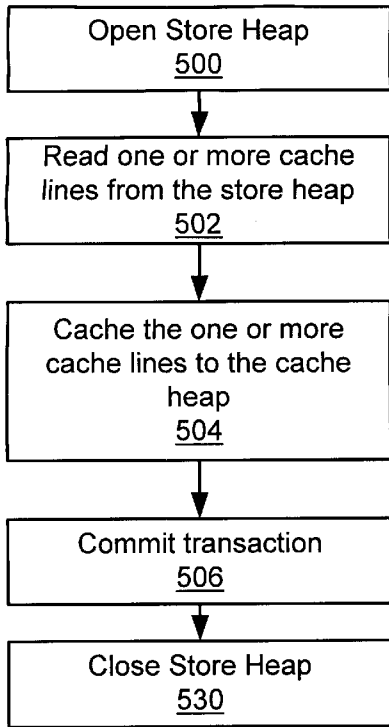 Open Store Heap
500
Read one or more cache
lines from the store heap
502
Cache the one or more
cache lines to the cache
heap
504
Commit transaction
506
Close Store Heap
530